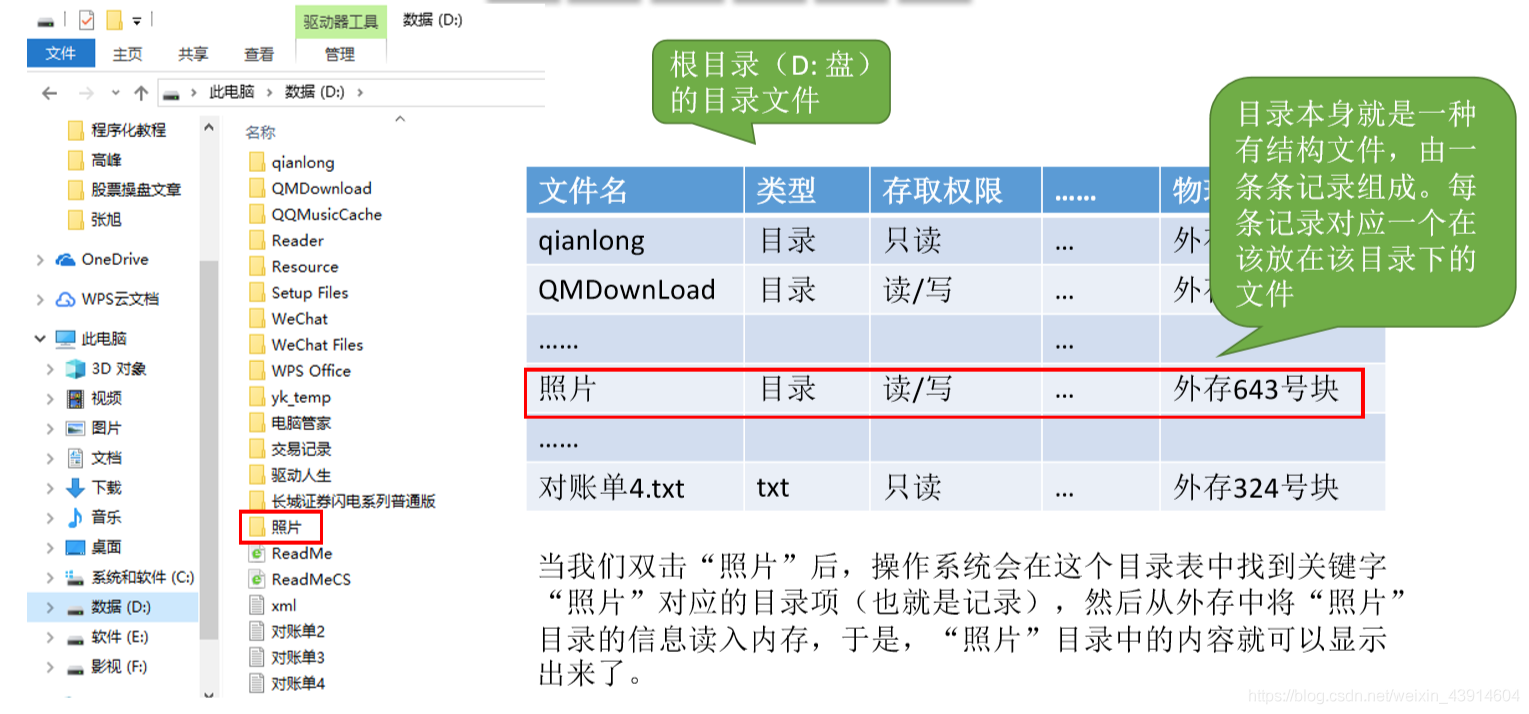 驱动器工具
数据 (D:)
文件
主页
共享
查看
管理
此电脑
数据 (D:)
程序化教程
高峰
股票操盘文章
张旭
OneDrive
WPS云文档
此电脑
3D 对象
视频
图片
文档
下载
音乐
桌面
系统和软件 (C:)
数据 (D:)
软件 (E:)
影视 (F:)
名称
qianlong
QMDownload
QQMusicCache
Reader
Resource
Setup Files
WeChat
WeChat Files
WPS Office
yk_temp
电脑管家
交易记录
驱动人生
长城证券闪电系列普通版
照片
ReadMe
ReadMeCS
xml
对账单2
对账单3
对账单4
根目录（D: 盘）
的目录文件
目录本身就是一种
有结构文件，由一
条条记录组成。每
条记录对应一个在
该放在该目录下的
文件
文件名 类型 存取权限 …… 物
qianlong 目录 只读 … 外
QMDownLoad 目录 读/写 … 外
…… …
照片 目录 读/写 … 外存643号块
……
对账单4.txt txt 只读 … 外存324号块
当我们双击“照片”后，操作系统会在这个目录表中找到关键字
“照片”对应的目录项（也就是记录），然后从外存中将“照片”
目录的信息读入内存，于是，“照片”目录中的内容就可以显示
出来了。
https://blog.csdn.net/weixin_43914604